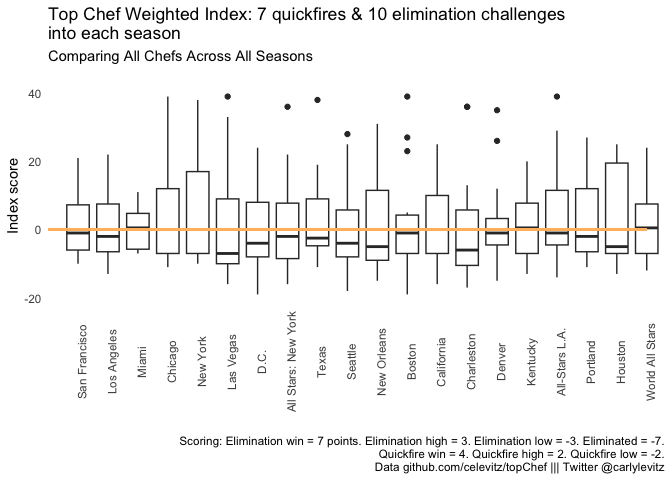 Top Chef Weighted Index: 7 quickfires & 10 elimination challenges
into each season
Comparing All Chefs Across All Seasons
Index score
40
20
0
-20
San Francisco
Los Angeles
Miami
Chicago
New York
Las Vegas
D.C.
All Stars: New York
Texas
Seattle
New Orleans
Boston
California
Charleston
Denver
Kentucky
All-Stars L.A.
Portland
Houston
World All Stars
Scoring: Elimination win = 7 points. Elimination high = 3. Elimination low = -3. Eliminated = -7.
Quickfire win = 4. Quickfire high = 2. Quickfire low = -2.
Data github.com/celevitz/topChef ||| Twitter @carlylevitz